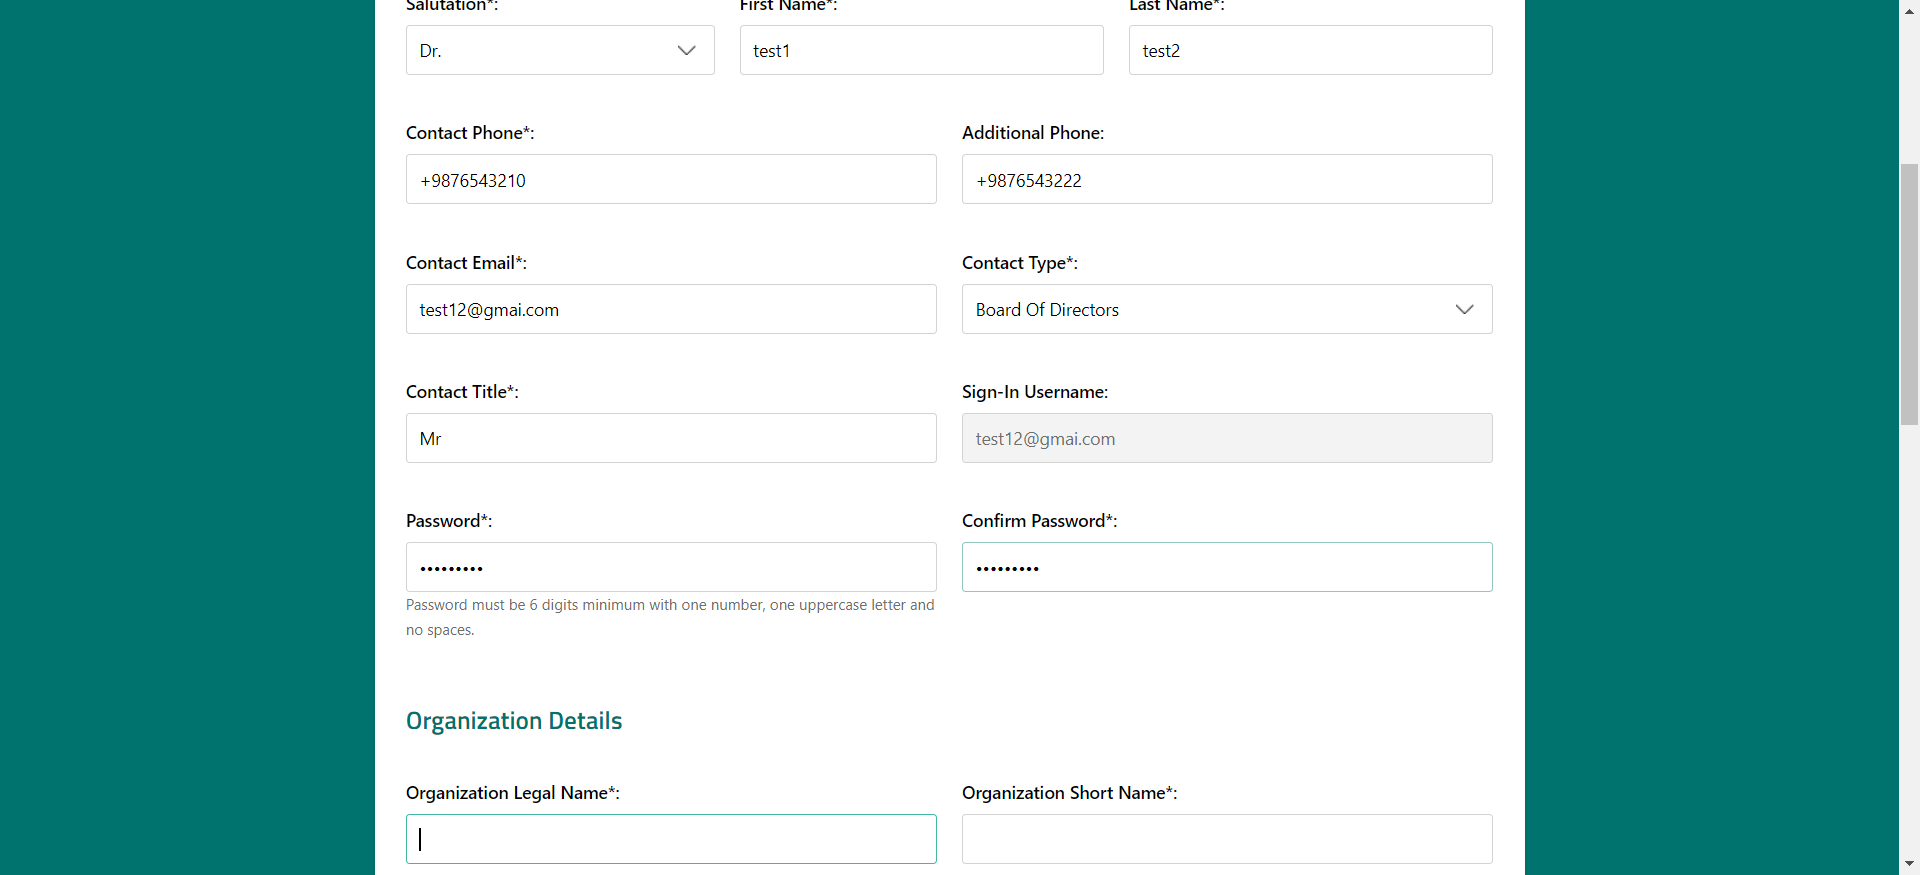 Salutation*: First Name*: Last Name*:
Dr. test1 test2
Contact Phone*: Additional Phone:
+9876543210 +9876543222
Contact Email*: Contact Type*:
test12@gmai.com Board Of Directors
Contact Title*: Sign-In Username:
Mr test12@gmai.com
Password*: Confirm Password*:
••••••••• •••••••••
Password must be 6 digits minimum with one number, one uppercase letter and
no spaces.
Organization Details
Organization Legal Name*: Organization Short Name*: